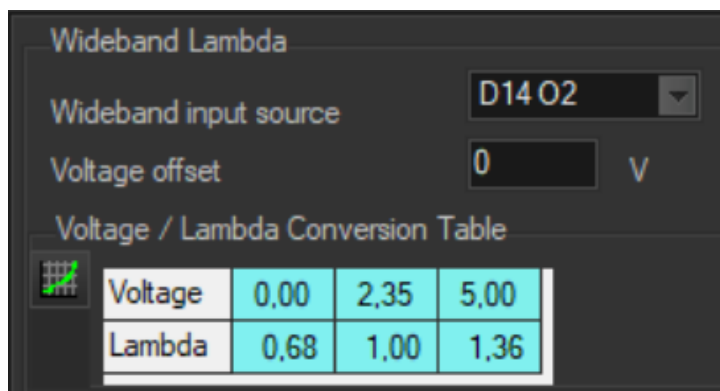 Wideband Lambda
Wideband input source D14 O2
Voltage offset 0 V
Voltage / Lambda Conversion Table
Voltage 0,00 2,35 5,00
Lambda 0,68 1,00 1,36